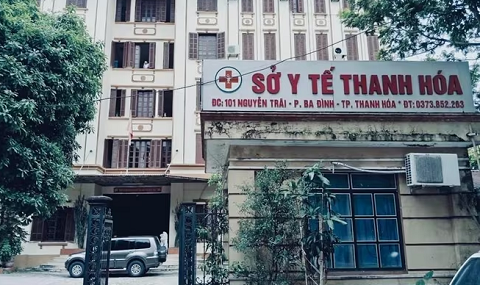 SỞ Y TẾ THANH HÓA
ĐC: 101 NGUYỄN TRÃI - P. BA ĐÌNH - TP. THANH HÓA * ĐT: 0373.852.263